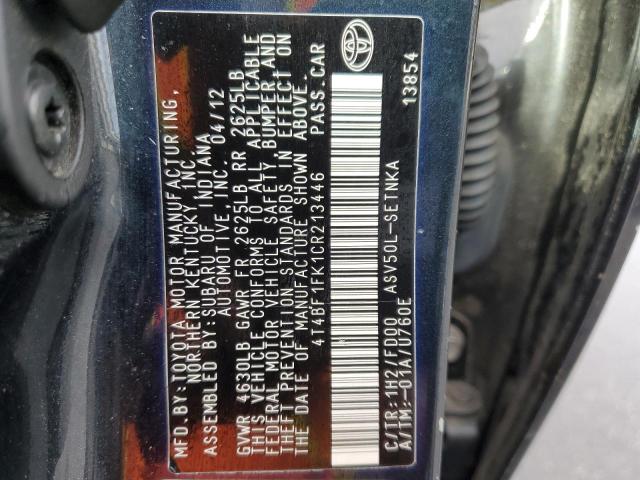 MFD. BY: TOYOTA MOTOR MANUFACTURING,
NORTHERN KENTUCKY, INC.
ASSEMBLED BY: SUBARU OF INDIANA
AUTOMOTIVE, INC. 04/12
GVWR 4630LB GAWR FR 2625LB RR 2625LB
THIS VEHICLE CONFORMS TO ALL APPLICABLE
FEDERAL MOTOR VEHICLE SAFETY, BUMPER, AND
THEFT PREVENTION STANDARDS IN EFFECT ON
THE DATE OF MANUFACTURE SHOWN ABOVE.
4T4BF1FK1CR213446 PASS. CAR
C/TR: 1H2/FD00 ASV50L-SETNKA
A/TM: -01A/U760E 13854